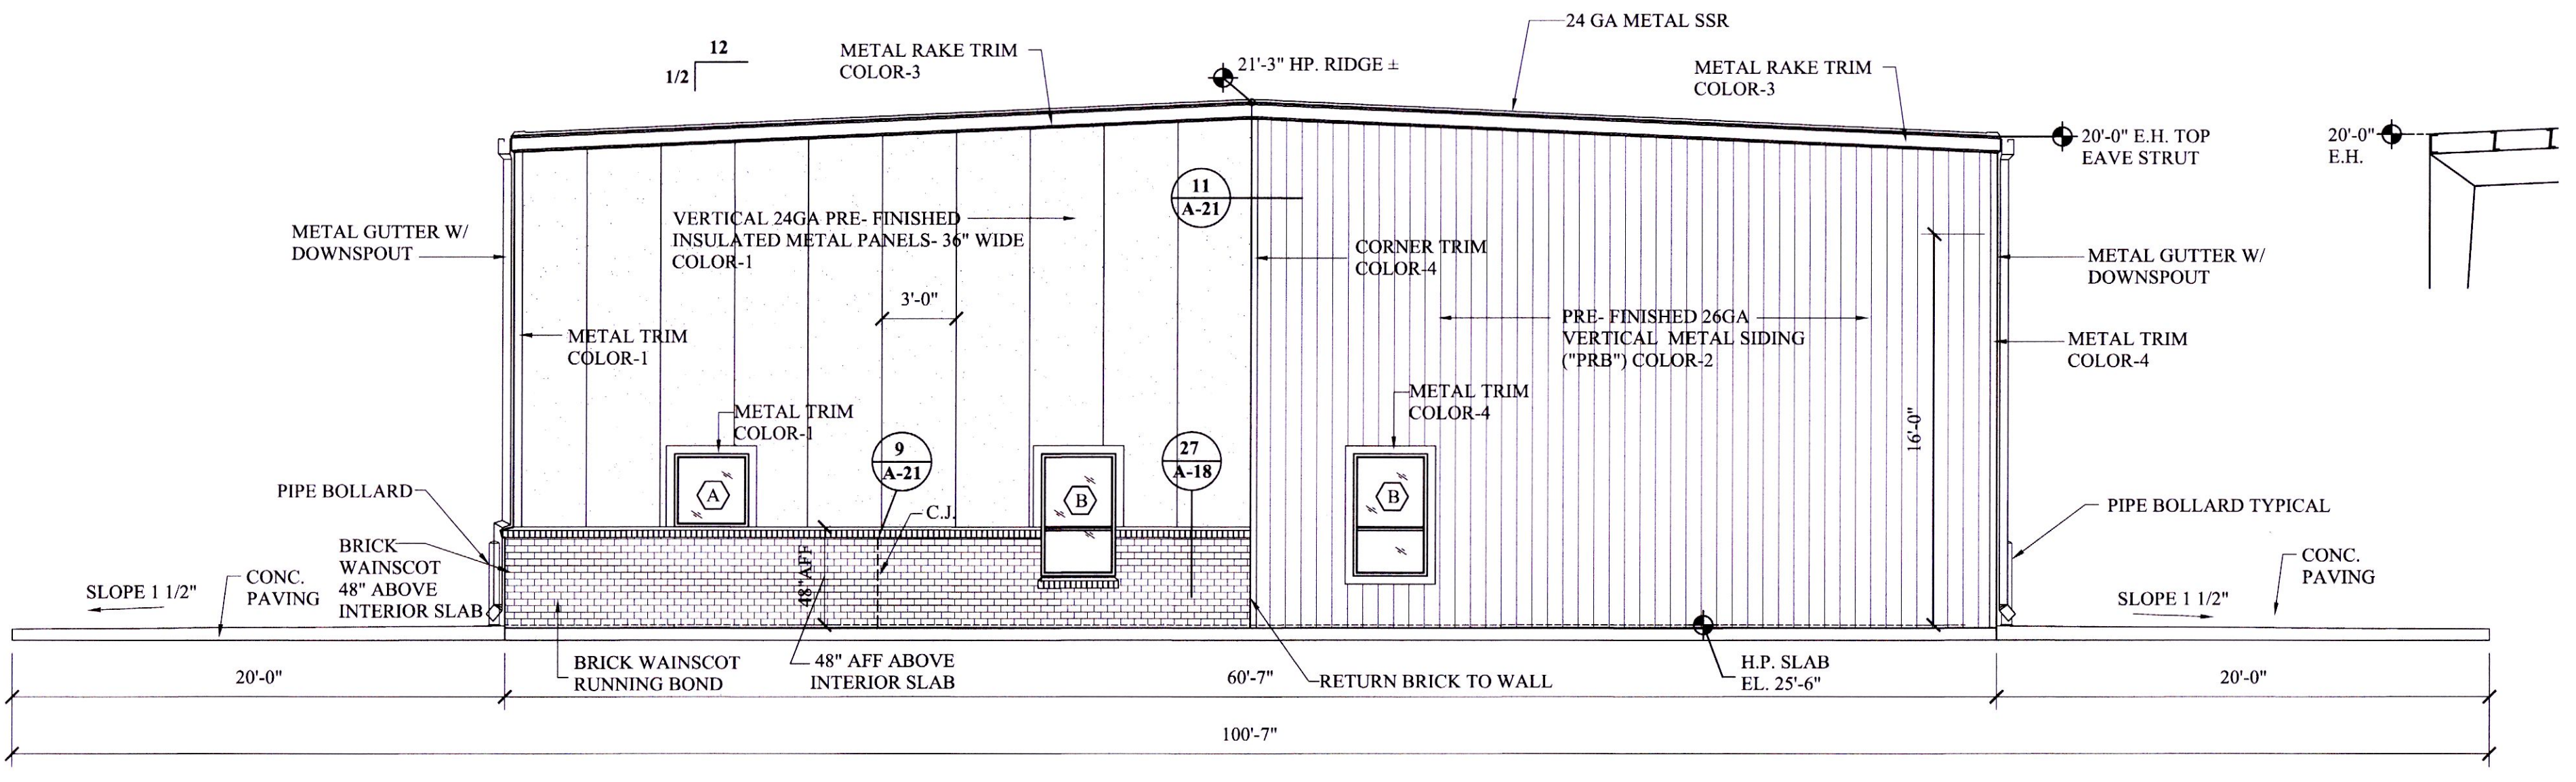 24 GA METAL SSR
12
1/2
METAL RAKE TRIM
COLOR-3
21'-3" HP. RIDGE ±
METAL RAKE TRIM
COLOR-3
20'-0" E.H. TOP
EAVE STRUT
20'-0"
E.H.
11
A-21
VERTICAL 24GA PRE- FINISHED
INSULATED METAL PANELS- 36" WIDE
COLOR-1
METAL GUTTER W/
DOWNSPOUT
CORNER TRIM
COLOR-4
METAL GUTTER W/
DOWNSPOUT
3'-0"
METAL TRIM
COLOR-1
PRE- FINISHED 26GA
VERTICAL METAL SIDING
("PRB") COLOR-2
METAL TRIM
COLOR-4
METAL TRIM
COLOR-1
METAL TRIM
COLOR-4
16'-0"
9
A-21
27
A-18
A
B
B
PIPE BOLLARD
PIPE BOLLARD TYPICAL
C.J.
BRICK
WAINSCOT
48" ABOVE
INTERIOR SLAB
48" AFF
CONC.
PAVING
SLOPE 1 1/2"
CONC.
PAVING
SLOPE 1 1/2"
BRICK WAINSCOT
RUNNING BOND
48" AFF ABOVE
INTERIOR SLAB
RETURN BRICK TO WALL
H.P. SLAB
EL. 25'-6"
20'-0"
60'-7"
20'-0"
100'-7"